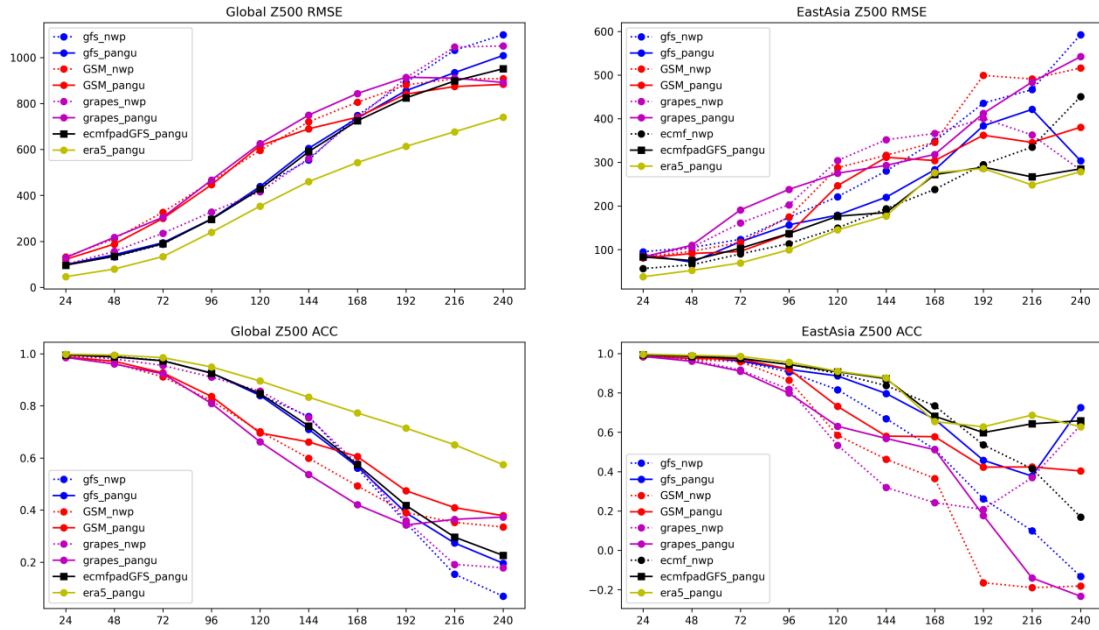 Global Z500 RMSE
1000
800
600
400
200
0
gfs_nwp
gfs_pangu
GSM_nwp
GSM_pangu
grapes_nwp
grapes_pangu
ecmfpadGFS_pangu
era5_pangu
24 48 72 96 120 144 168 192 216 240
EastAsia Z500 RMSE
600
500
400
300
200
100
gfs_nwp
gfs_pangu
GSM_nwp
GSM_pangu
grapes_nwp
grapes_pangu
ecmf_nwp
ecmfpadGFS_pangu
era5_pangu
24 48 72 96 120 144 168 192 216 240
Global Z500 ACC
1.0
0.8
0.6
0.4
0.2
gfs_nwp
gfs_pangu
GSM_nwp
GSM_pangu
grapes_nwp
grapes_pangu
ecmfpadGFS_pangu
era5_pangu
24 48 72 96 120 144 168 192 216 240
EastAsia Z500 ACC
1.0
0.8
0.6
0.4
0.2
0.0
−0.2
gfs_nwp
gfs_pangu
GSM_nwp
GSM_pangu
grapes_nwp
grapes_pangu
ecmf_nwp
ecmfpadGFS_pangu
era5_pangu
24 48 72 96 120 144 168 192 216 240